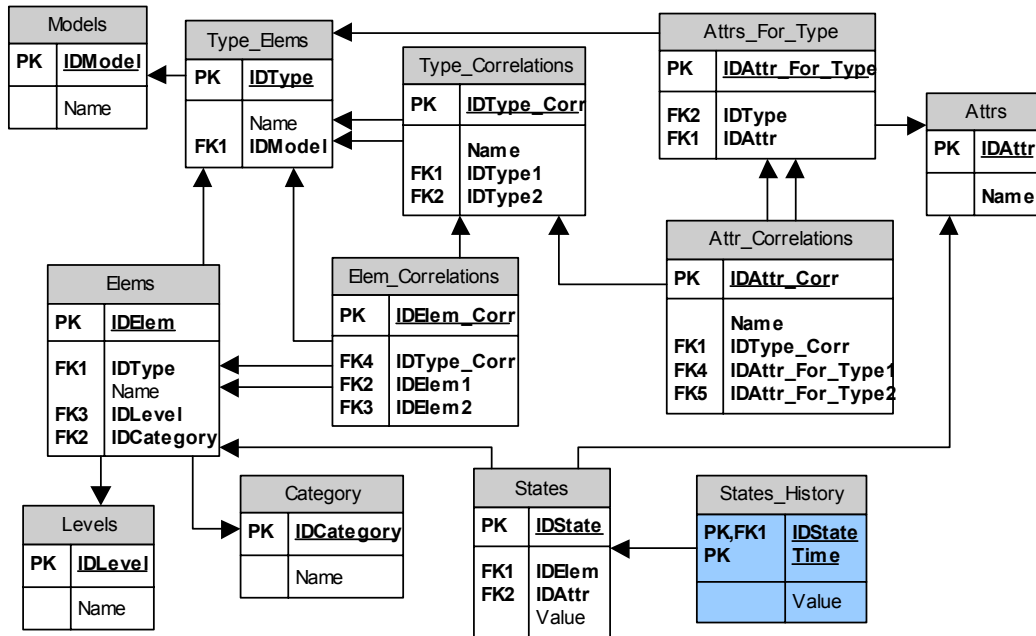 Models
PK IDModel
Name
Type_Elems
PK IDType
Name
FK1 IDModel
Type_Correlations
PK IDType_Corr
Name
FK1 IDType1
FK2 IDType2
Attrs_For_Type
PK IDAttr_For_Type
FK2 IDType
FK1 IDAttr
Attrs
PK IDAttr
Name
Elems
PK IDElem
FK1 IDType
Name
FK3 IDLevel
FK2 IDCategory
Elem_Correlations
PK IDElem_Corr
FK4 IDType_Corr
FK2 IDElem1
FK3 IDElem2
Attr_Correlations
PK IDAttr_Corr
Name
FK1 IDType_Corr
FK4 IDAttr_For_Type1
FK5 IDAttr_For_Type2
Levels
PK IDLevel
Name
Category
PK IDCategory
Name
States
PK IDState
FK1 IDElem
FK2 IDAttr
Value
States_History
PK,FK1 IDState
PK Time
Value